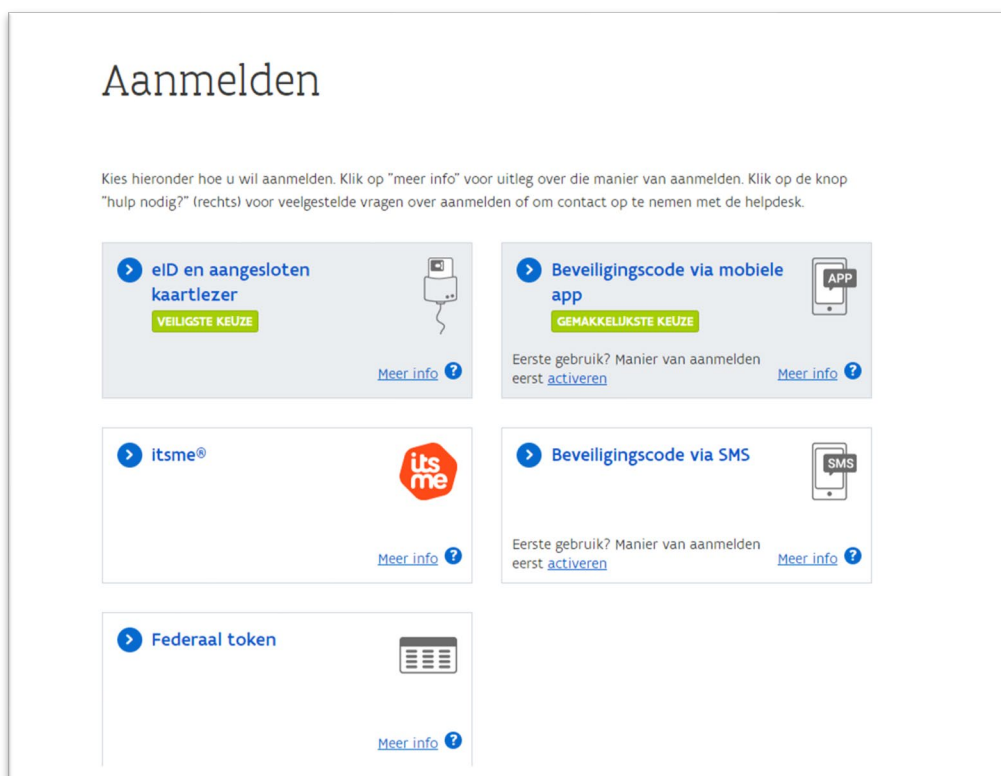 Aanmelden
Kies hieronder hoe u wil aanmelden. Klik op "meer info" voor uitleg over die manier van aanmelden. Klik op de knop
"hulp nodig?" (rechts) voor veelgestelde vragen over aanmelden of om contact op te nemen met de helpdesk.
eID en aangesloten
kaartlezer
VEILIGSTE KEUZE
Meer info ?
Beveiligingscode via mobiele
app
APP
GEMAKKELIJKSTE KEUZE
Eerste gebruik? Manier van aanmelden
eerst activeren
Meer info ?
itsme®
its
me
Meer info ?
Beveiligingscode via SMS
SMS
Eerste gebruik? Manier van aanmelden
eerst activeren
Meer info ?
Federaal token
Meer info ?